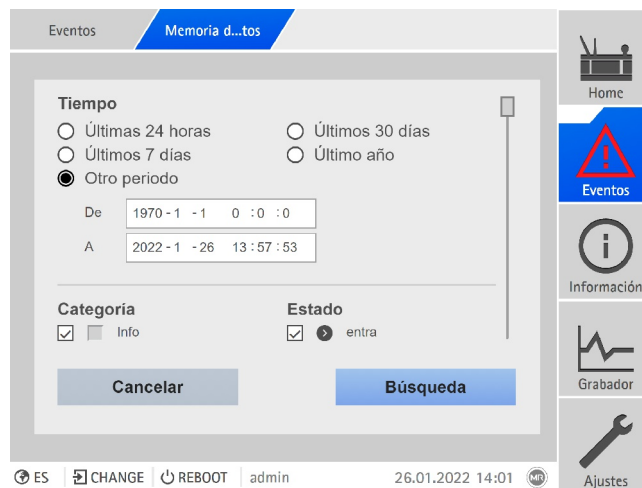 Eventos
Memoria d...tos
Home
Tiempo
Últimas 24 horas
Últimos 30 días
Últimos 7 días
Último año
Otro periodo
De
1970 - 1 - 1 0 : 0 : 0
A
2022 - 1 - 26 13 : 57 : 53
Eventos
Información
Categoría
Estado
Info
entra
Cancelar
Búsqueda
Grabador
Ajustes
ES
CHANGE
REBOOT
admin
26.01.2022 14:01
MR